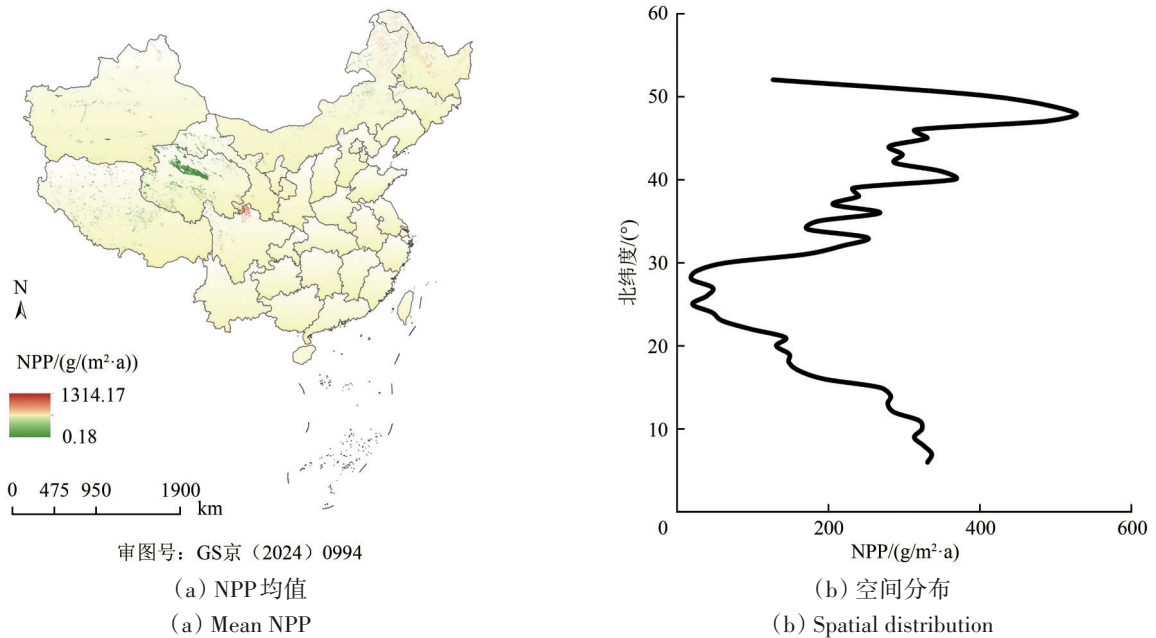 N
NPP/(g/(m²·a))
1314.17
0.18
0 475 950 1900
km
审图号：GS京（2024）0994
(a) NPP均值
(a) Mean NPP
60
50
40
30
20
10
0 200 400 600
北纬度/(°)
NPP/(g/m²·a)
(b) 空间分布
(b) Spatial distribution